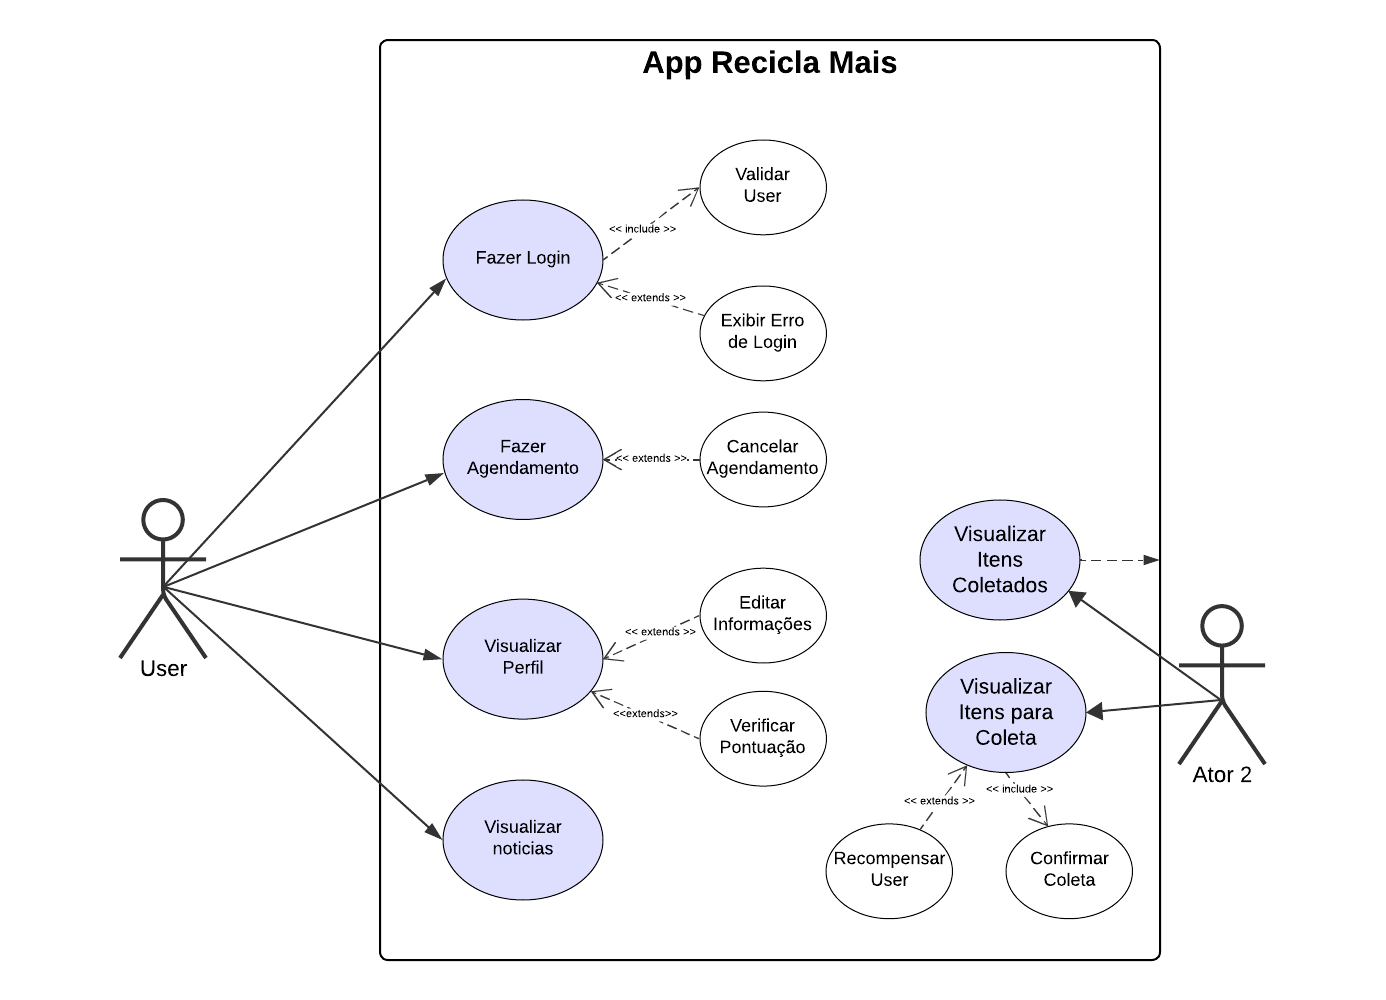 App Recicla Mais
Validar
User
<< include >>
Fazer Login
<< extends >>
Exibir Erro
de Login
Fazer
Agendamento
<< extends >>
Cancelar
Agendamento
Visualizar
Itens
Coletados
Editar
Informações
<< extends >>
Visualizar
Perfil
User
<<extends>>
Verificar
Pontuação
Visualizar
Itens para
Coleta
Ator 2
<< extends >>
<< include >>
Visualizar
noticias
Recompensar
User
Confirmar
Coleta